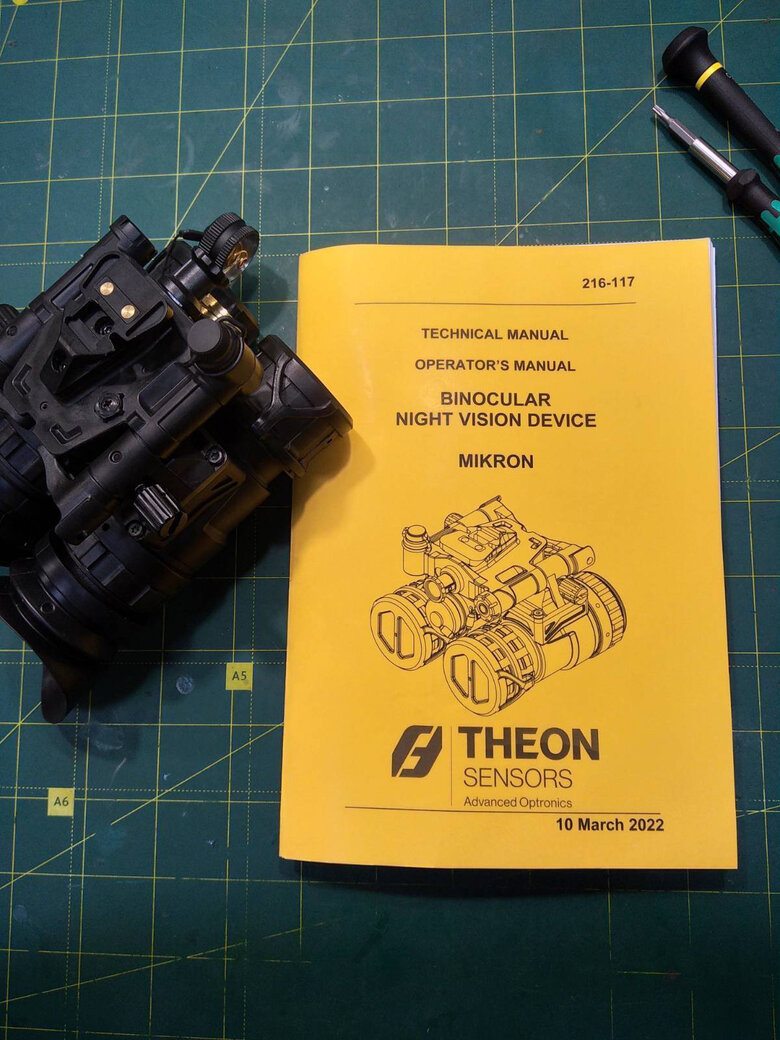 216-117
TECHNICAL MANUAL
OPERATOR'S MANUAL
BINOCULAR
NIGHT VISION DEVICE
MIKRON
THEON
SENSORS
Advanced Optronics
10 March 2022
A5
A6